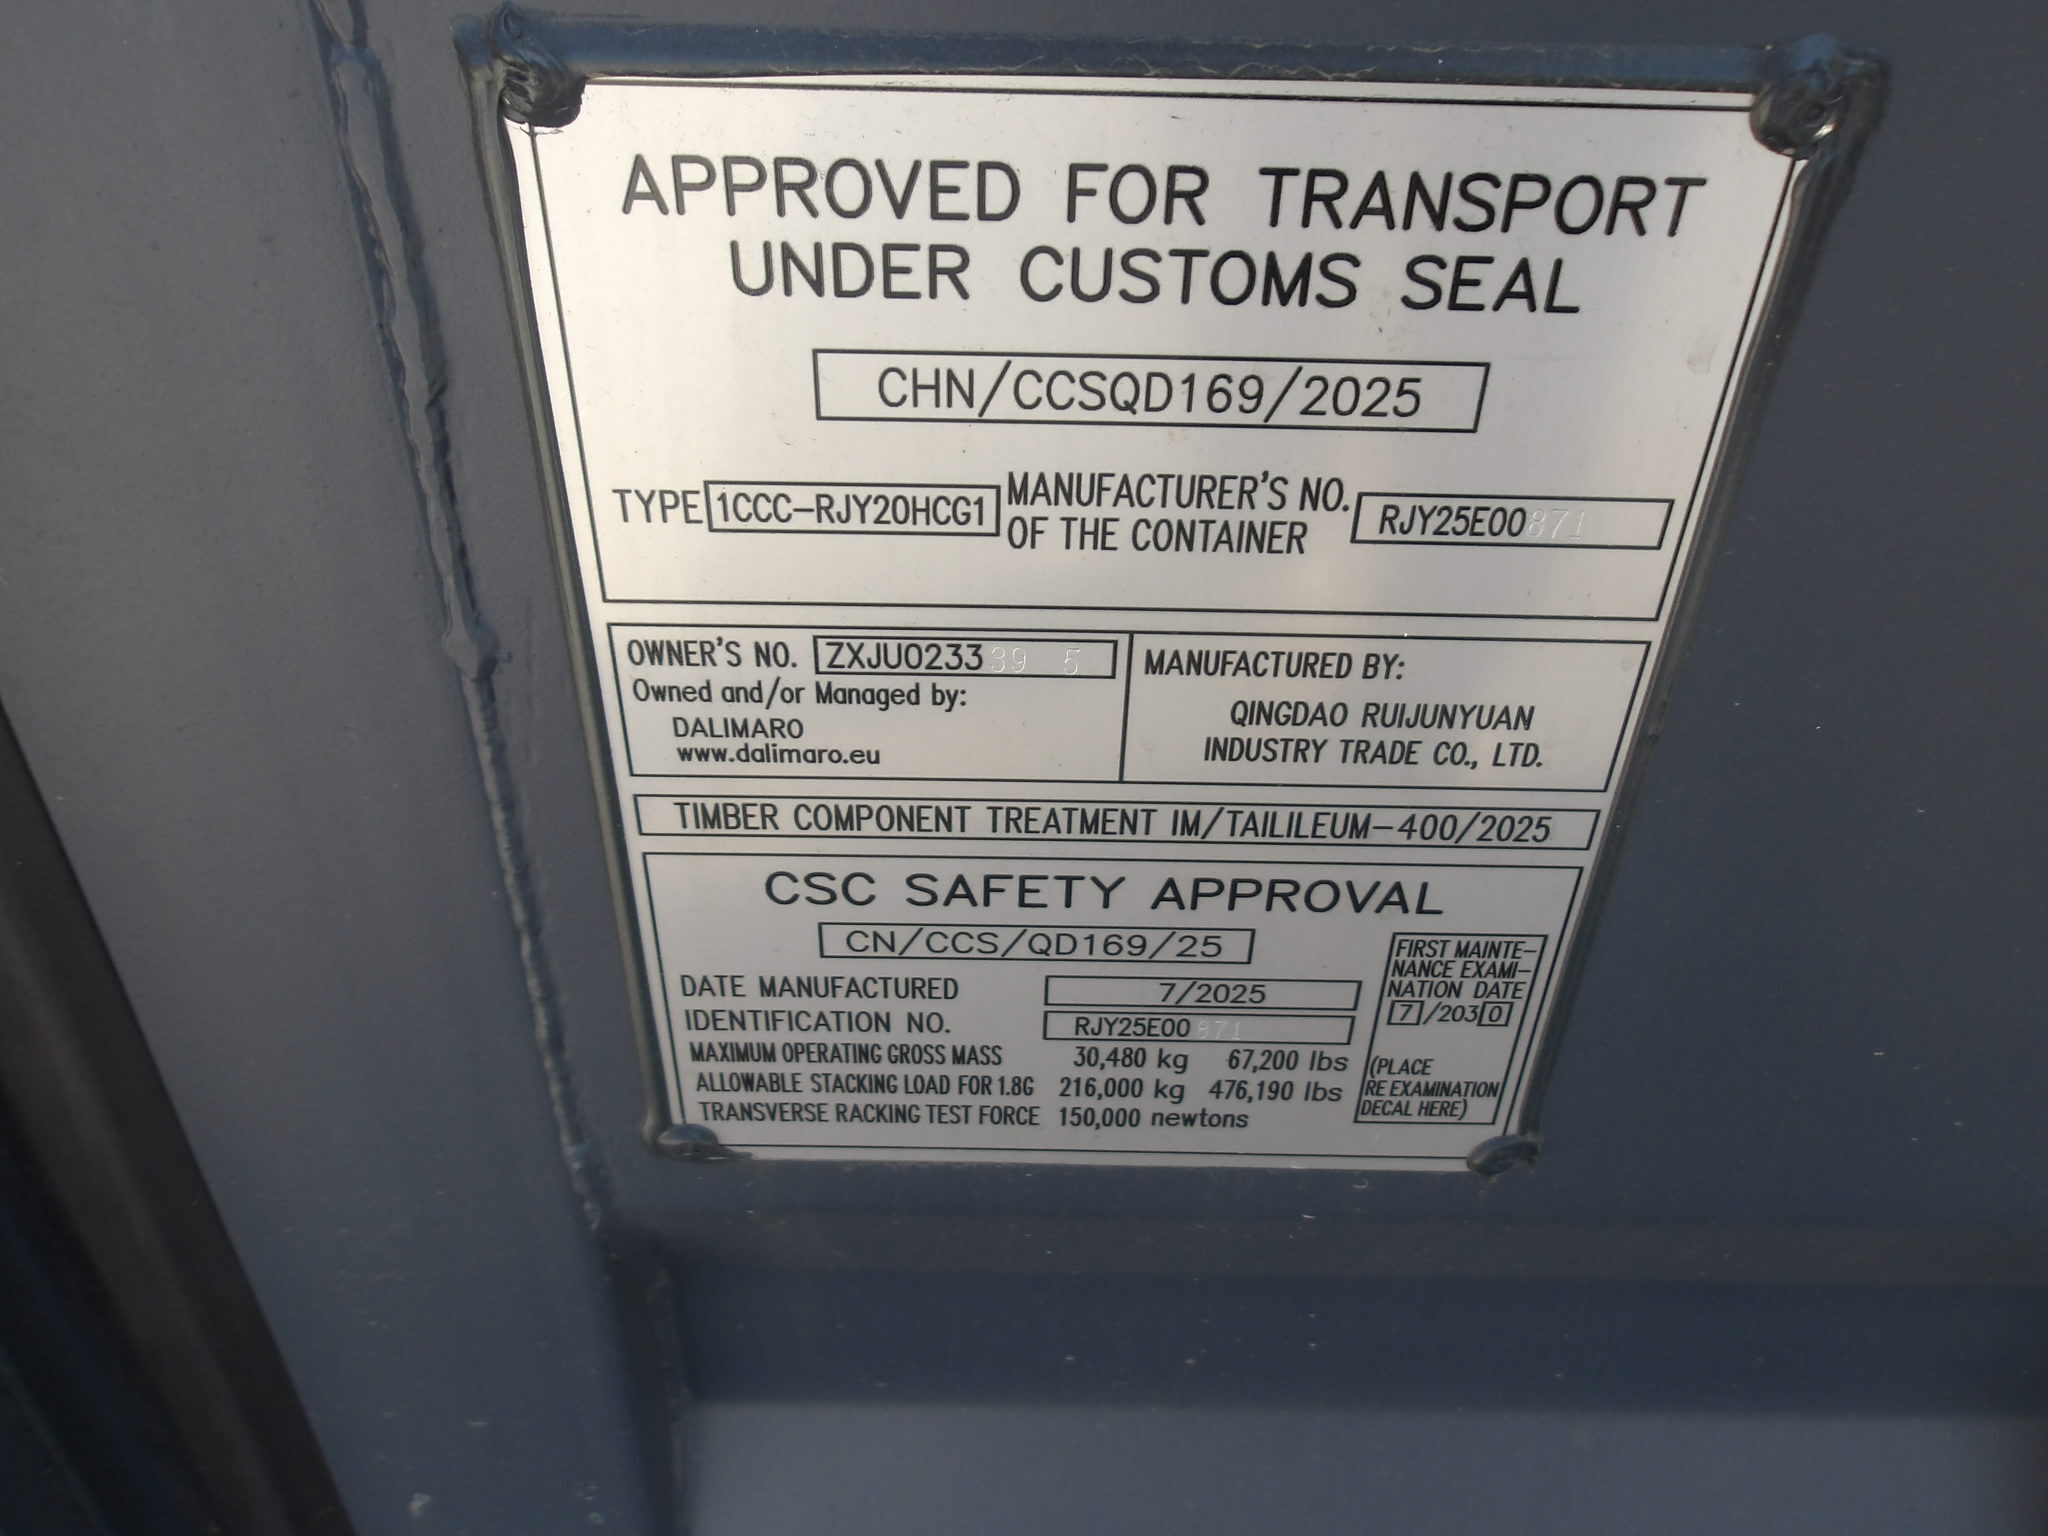 APPROVED FOR TRANSPORT
UNDER CUSTOMS SEAL
CHN/CCSQD169/2025
TYPE 1CCC-RJY20HCG1 MANUFACTURER'S NO. OF THE CONTAINER RJY25E00871
OWNER'S NO. ZXJU023339 5
Owned and/or Managed by:
DALIMARO
www.dalimaro.eu
MANUFACTURED BY:
QINGDAO RUIJUNYUAN
INDUSTRY TRADE CO., LTD.
TIMBER COMPONENT TREATMENT IM/TAILILEUM-400/2025
CSC SAFETY APPROVAL
CN/CCS/QD169/25
DATE MANUFACTURED 7/2025
IDENTIFICATION NO. RJY25E00871
MAXIMUM OPERATING GROSS MASS 30,480 kg 67,200 lbs
ALLOWABLE STACKING LOAD FOR 1.8G 216,000 kg 476,190 lbs
TRANSVERSE RACKING TEST FORCE 150,000 newtons
FIRST MAINTE-
NANCE EXAMI-
NATION DATE
7/2030
(PLACE
RE EXAMINATION
DECAL HERE)